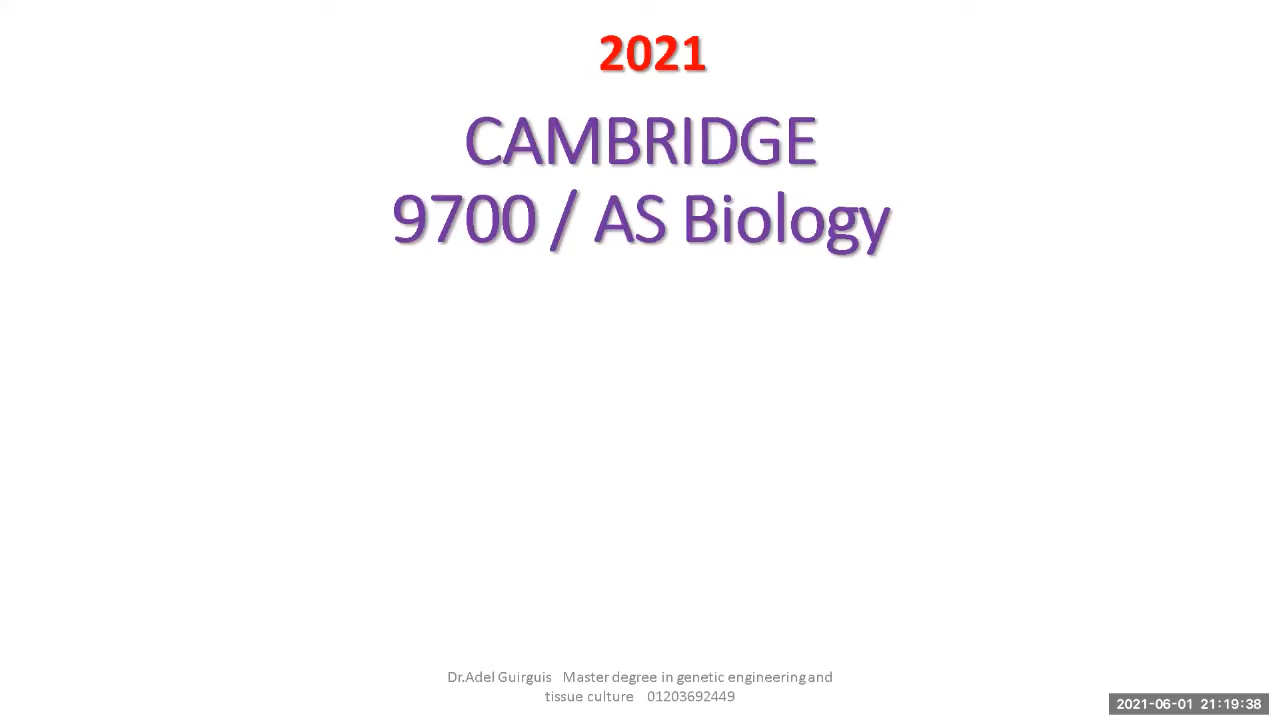 2021
CAMBRIDGE
9700 / AS Biology
Dr.Adel Guirguis   Master degree in genetic engineering and
tissue culture   01203692449
2021-06-01 21:19:38